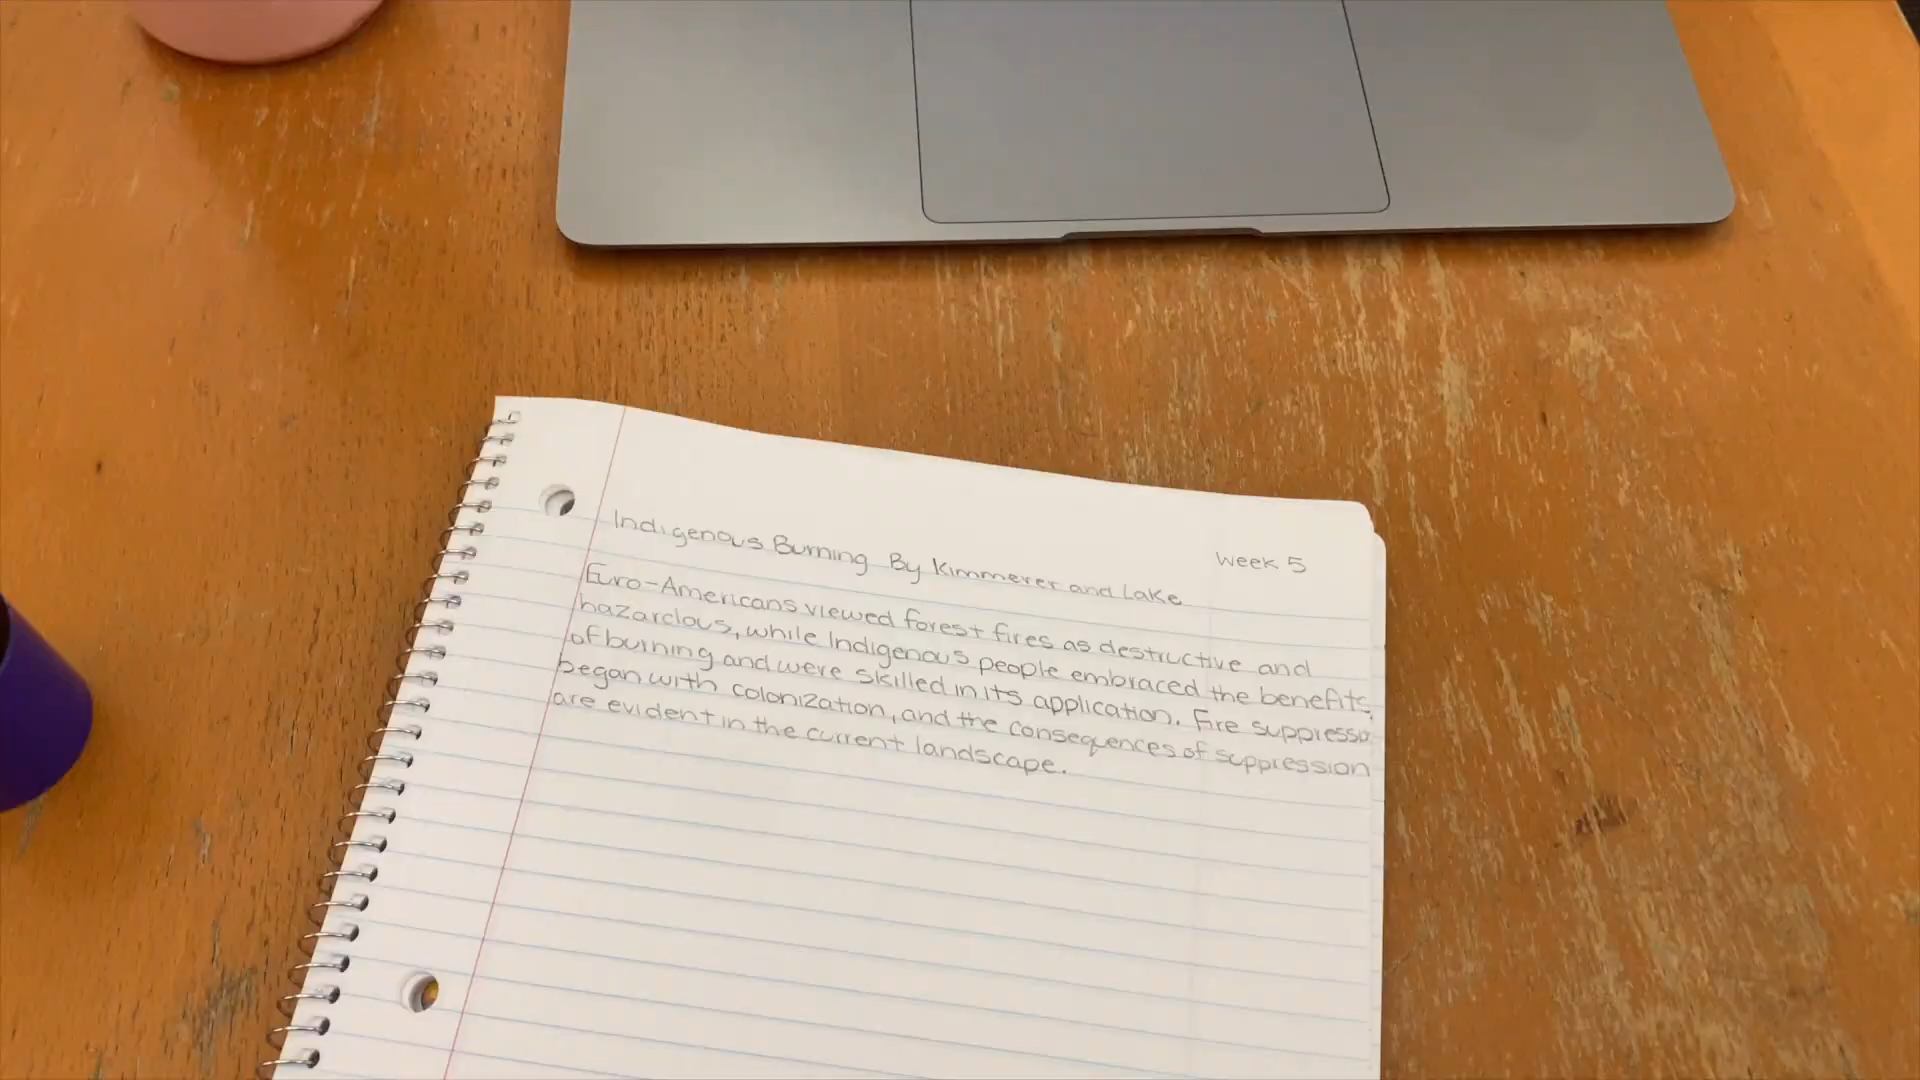 Indigenous Burning By Kimmerer and Lake
Week 5
Euro-Americans viewed forest fires as destructive and
hazardous, while Indigenous people embraced the benefits
of burning and were skilled in its application. Fire suppressio
began with colonization, and the consequences of suppression
are evident in the current landscape.